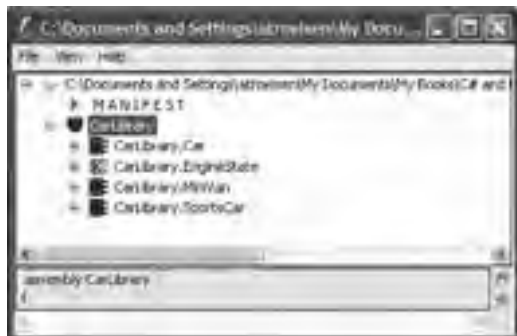 C:\Documents and Settings\atroelsen\My Docu...
File View Help
C:\Documents and Settings\atroelsen\My Documents\My Books\C# and
MANIFEST
CarLibrary
CarLibrary.Car
CarLibrary.EngineState
CarLibrary.MiniVan
CarLibrary.SportsCar
assembly CarLibrary
{